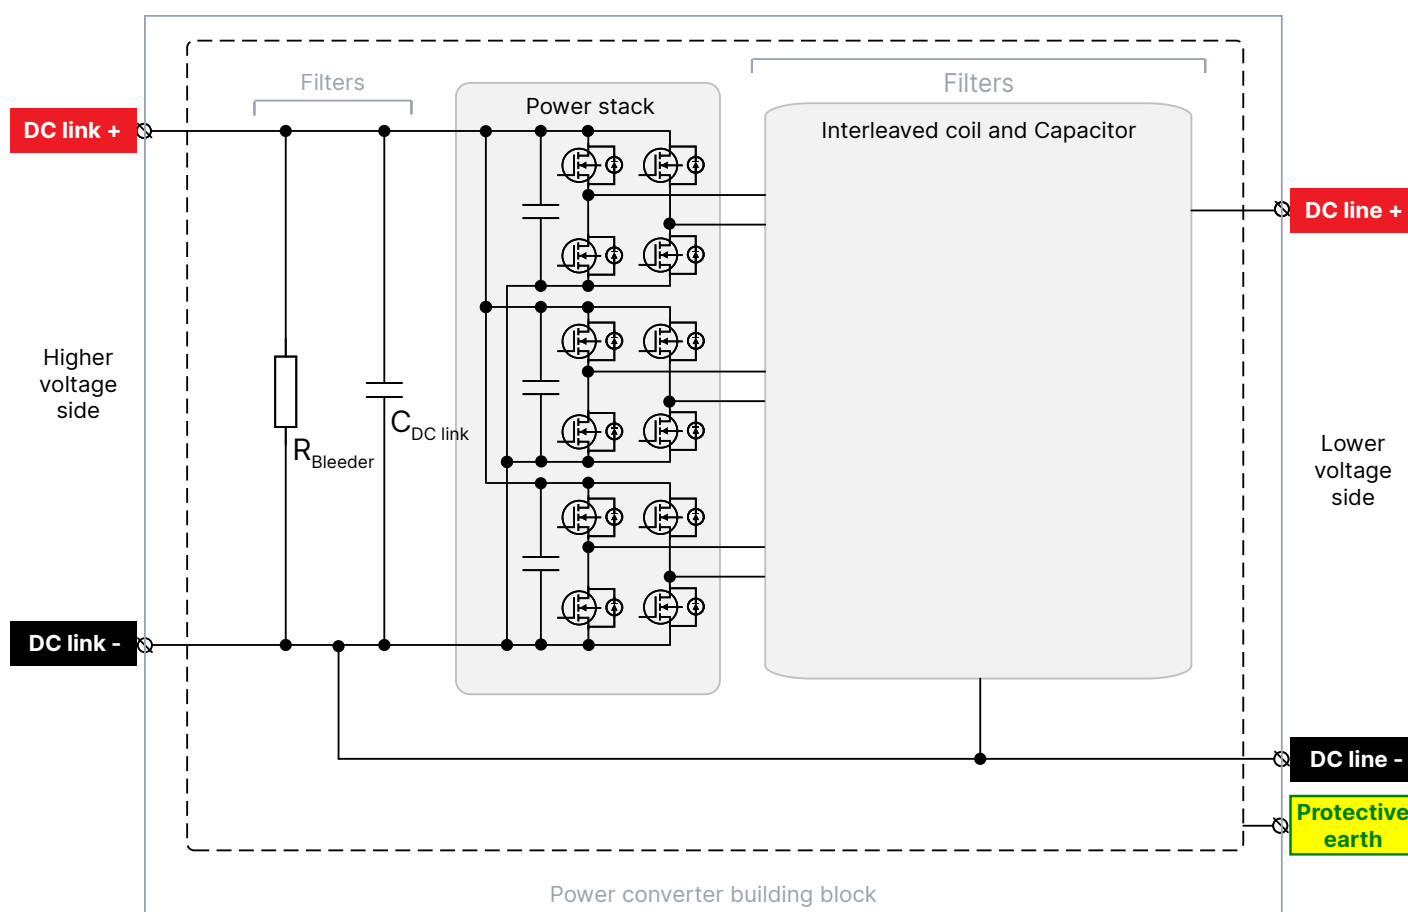 Filters
Filters
Power stack
Interleaved coil and Capacitor
DC link +
DC line +
Higher
voltage
side
C DC link
R Bleeder
Lower
voltage
side
DC link -
DC line -
Protective
earth
Power converter building block